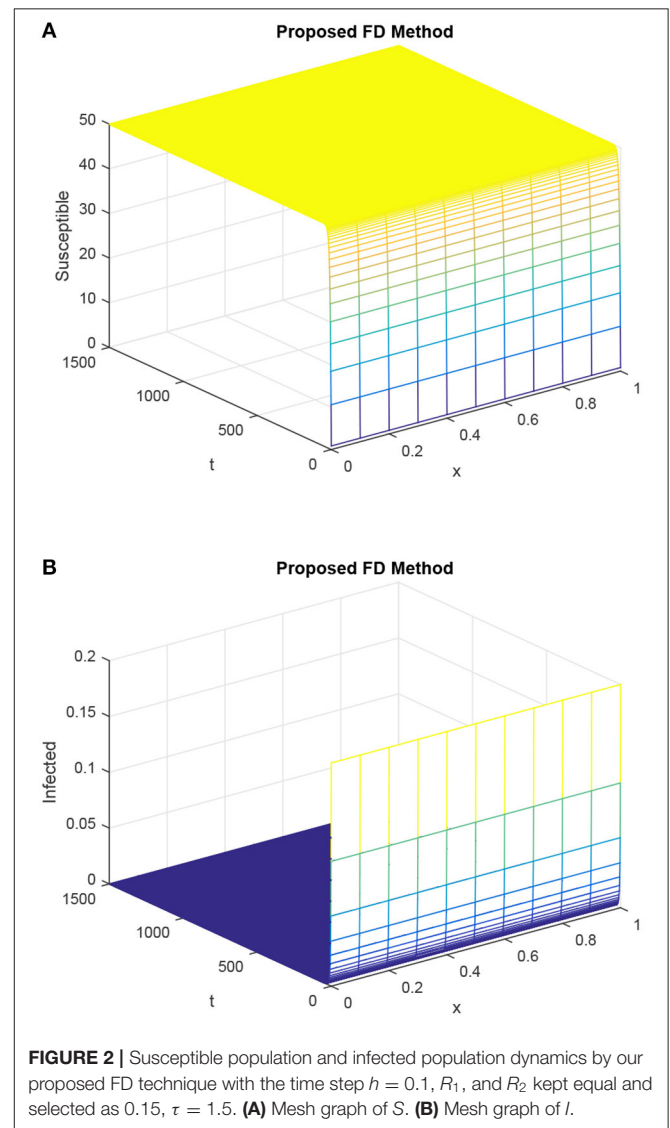 A
Proposed FD Method
50
40
30
20
10
0
Susceptible
1500
1000
500
0
t
0
0.2
0.4
0.6
0.8
1
x
B
Proposed FD Method
0.2
0.15
0.1
0.05
0
Infected
1500
1000
500
0
t
0
0.2
0.4
0.6
0.8
1
x
FIGURE 2 | Susceptible population and infected population dynamics by our
proposed FD technique with the time step h = 0.1, R₁, and R₂ kept equal and
selected as 0.15, τ = 1.5. (A) Mesh graph of S. (B) Mesh graph of I.